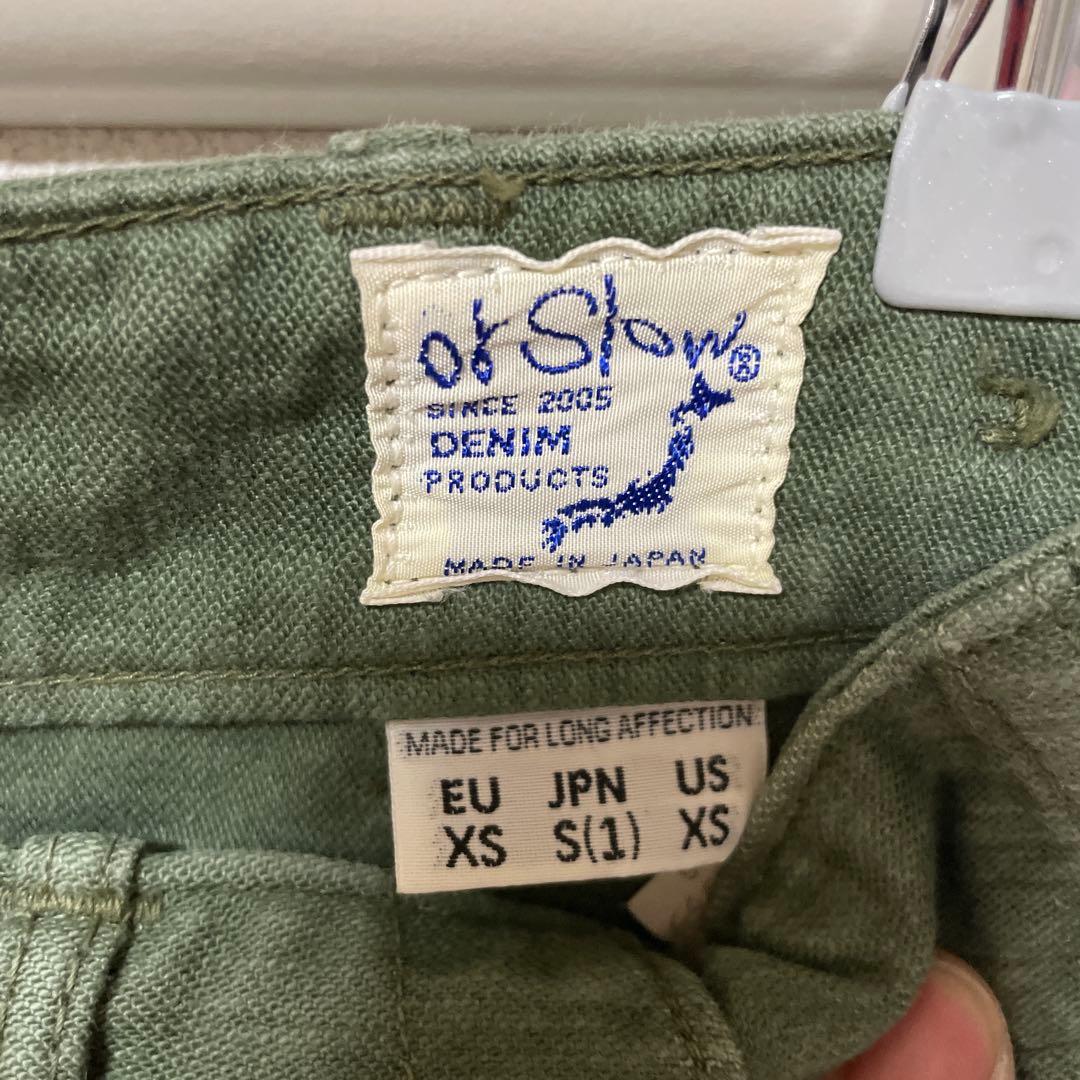 orSlow®
SINCE 2005
DENIM
PRODUCTS
MADE IN JAPAN
MADE FOR LONG AFFECTION
EU JPN US
XS S(1) XS